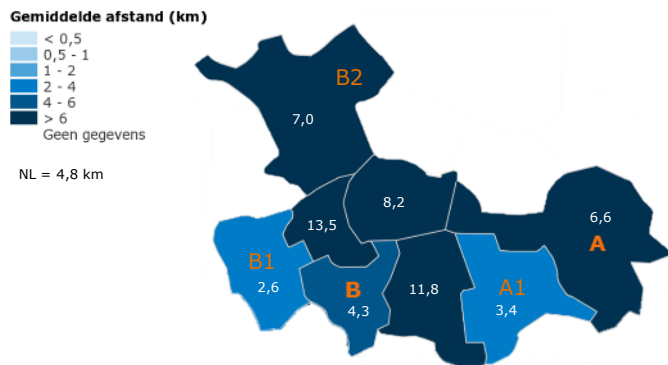 Gemiddelde afstand (km)
< 0,5
0,5 - 1
1 - 2
2 - 4
4 - 6
> 6
Geen gegevens
NL = 4,8 km
B2
7,0
8,2
13,5
6,6
A
B1
2,6
B
4,3
11,8
A1
3,4